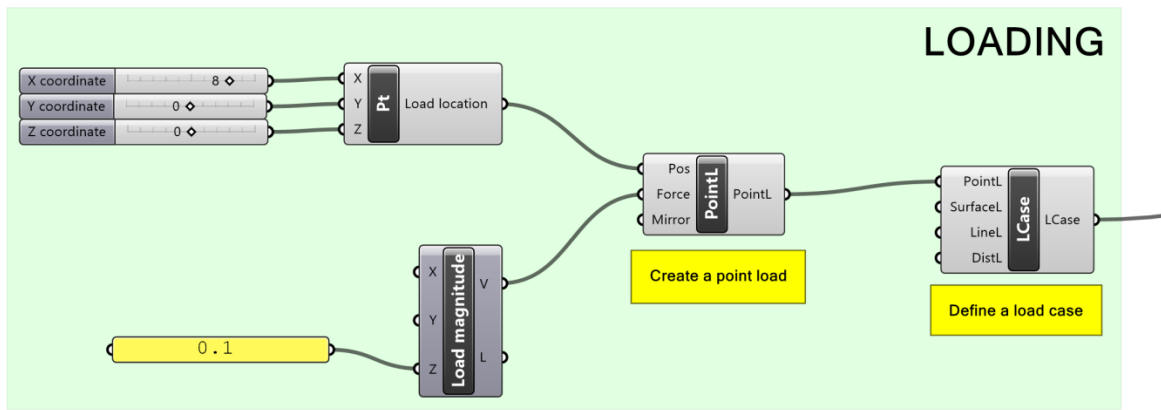 LOADING
X coordinate 8
Y coordinate 0
Z coordinate 0
X
Y
Z
Pt
Load location
Pos
Force
Mirror
PointL
PointL
Create a point load
PointL
SurfaceL
LineL
DistL
LCase
LCase
Define a load case
0.1
X
Y
Z
Load magnitude
V
L